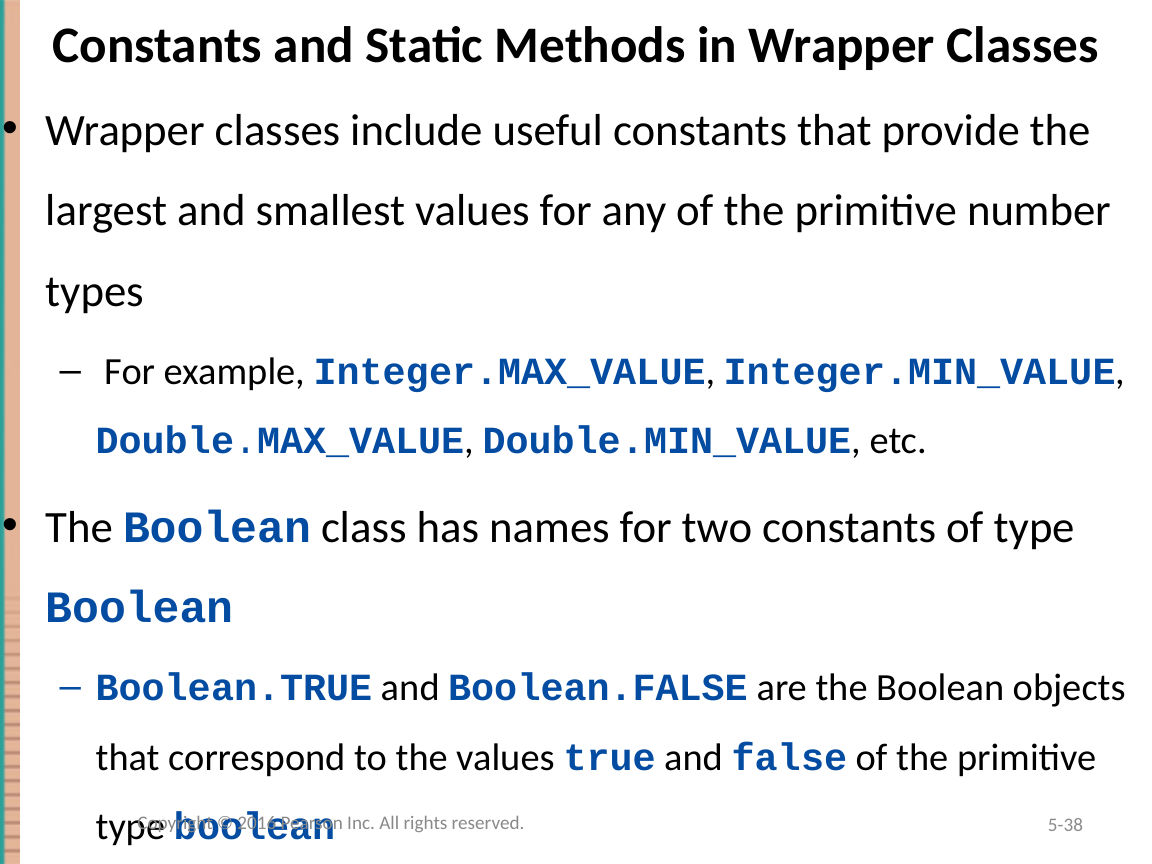 Constants and Static Methods in Wrapper Classes
• Wrapper classes include useful constants that provide the
largest and smallest values for any of the primitive number
types
– For example, Integer.MAX_VALUE, Integer.MIN_VALUE,
Double.MAX_VALUE, Double.MIN_VALUE, etc.
• The Boolean class has names for two constants of type
Boolean
– Boolean.TRUE and Boolean.FALSE are the Boolean objects
that correspond to the values true and false of the primitive
type boolean
Copyright © 2016 Pearson Inc. All rights reserved.
5-38